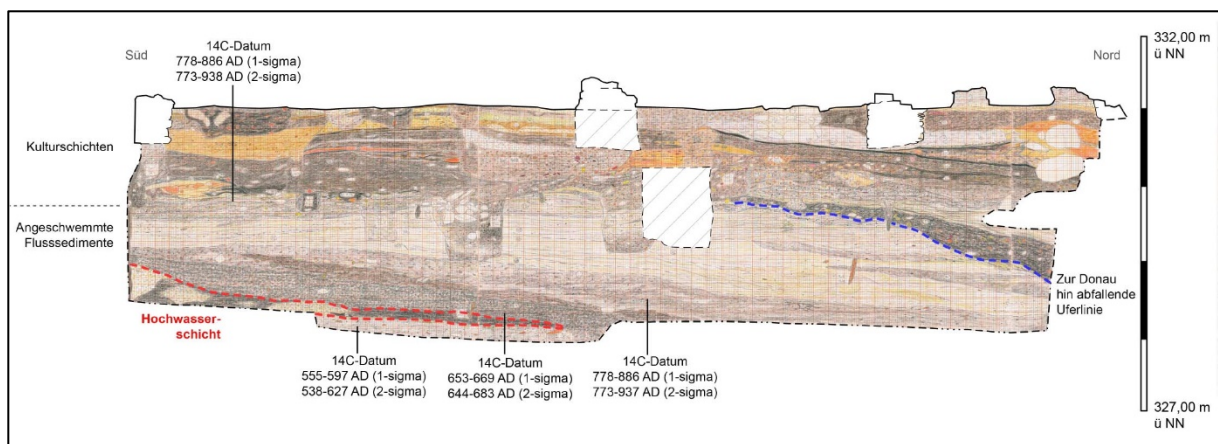 332,00 m
ü NN
14C-Datum
Süd
Nord
778-886 AD (1-sigma)
773-938 AD (2-sigma)
Kulturschichten
Angeschwemmte
Flusssedimente
Zur Donau
hin abfallende
Uferlinie
Hochwasser-
schicht
14C-Datum
555-597 AD (1-sigma)
538-627 AD (2-sigma)
14C-Datum
653-669 AD (1-sigma)
644-683 AD (2-sigma)
14C-Datum
778-886 AD (1-sigma)
773-937 AD (2-sigma)
327,00 m
ü NN